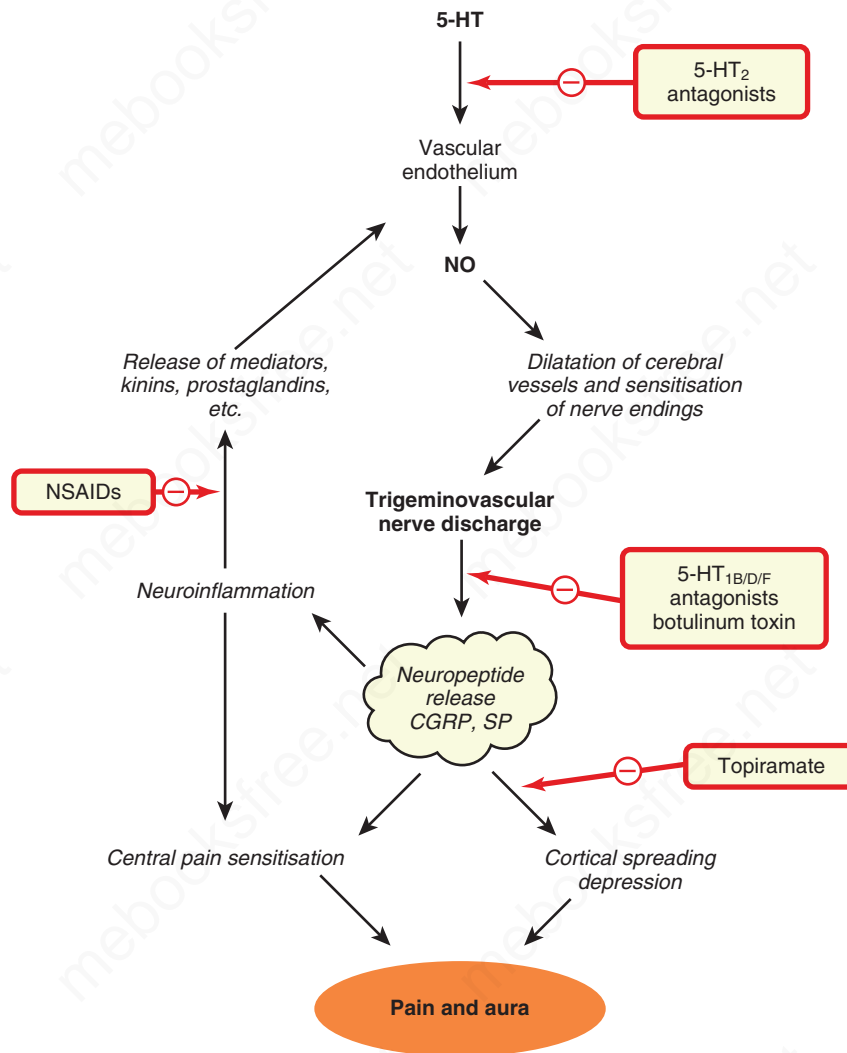 5-HT
5-HT₂
antagonists
Vascular
endothelium
NO
Release of mediators,
kinins, prostaglandins,
etc.
Dilatation of cerebral
vessels and sensitisation
of nerve endings
NSAIDs
Trigeminovascular
nerve discharge
Neuroinflammation
5-HT1B/D/F
antagonists
botulinum toxin
Neuropeptide
release
CGRP, SP
Topiramate
Central pain sensitisation
Cortical spreading
depression
Pain and aura
mebooksfree.net